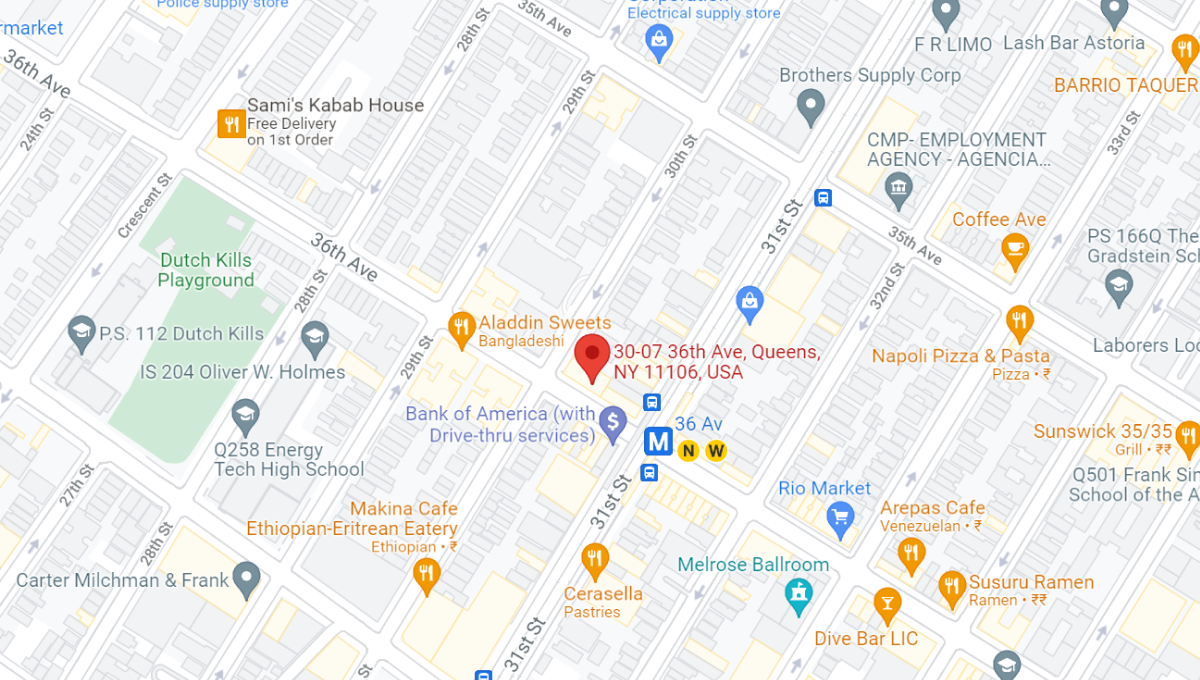 Police supply store
rmarket
36th Ave
24th St
28th St
35th Ave
29th St
Electrical supply store
F R LIMO
Lash Bar Astoria
BARRIO TAQUER
Brothers Supply Corp
Sami's Kabab House
Free Delivery
on 1st Order
33rd St
CMP- EMPLOYMENT
AGENCY - AGENCIA...
30th St
Crescent St
31st St
Coffee Ave
35th Ave
PS 166Q The
Gradstein Scl
36th Ave
Dutch Kills
Playground
28th St
32nd St
Aladdin Sweets
Bangladeshi
P.S. 112 Dutch Kills
29th St
IS 204 Oliver W. Holmes
30-07 36th Ave, Queens,
NY 11106, USA
Napoli Pizza & Pasta
Pizza • ₹
Laborers Loc
Bank of America (with
Drive-thru services)
$
M
36 Av
N
W
Sunswick 35/35
Grill • ₹₹
Q258 Energy
Tech High School
27th St
31st St
Q501 Frank Sin
School of the A
Rio Market
Makina Cafe
Ethiopian-Eritrean Eatery
Ethiopian • ₹
Arepas Cafe
Venezuelan • ₹
28th St
Carter Milchman & Frank
Melrose Ballroom
Cerasella
Pastries
Susuru Ramen
Ramen • ₹₹
Dive Bar LIC
31st St
St